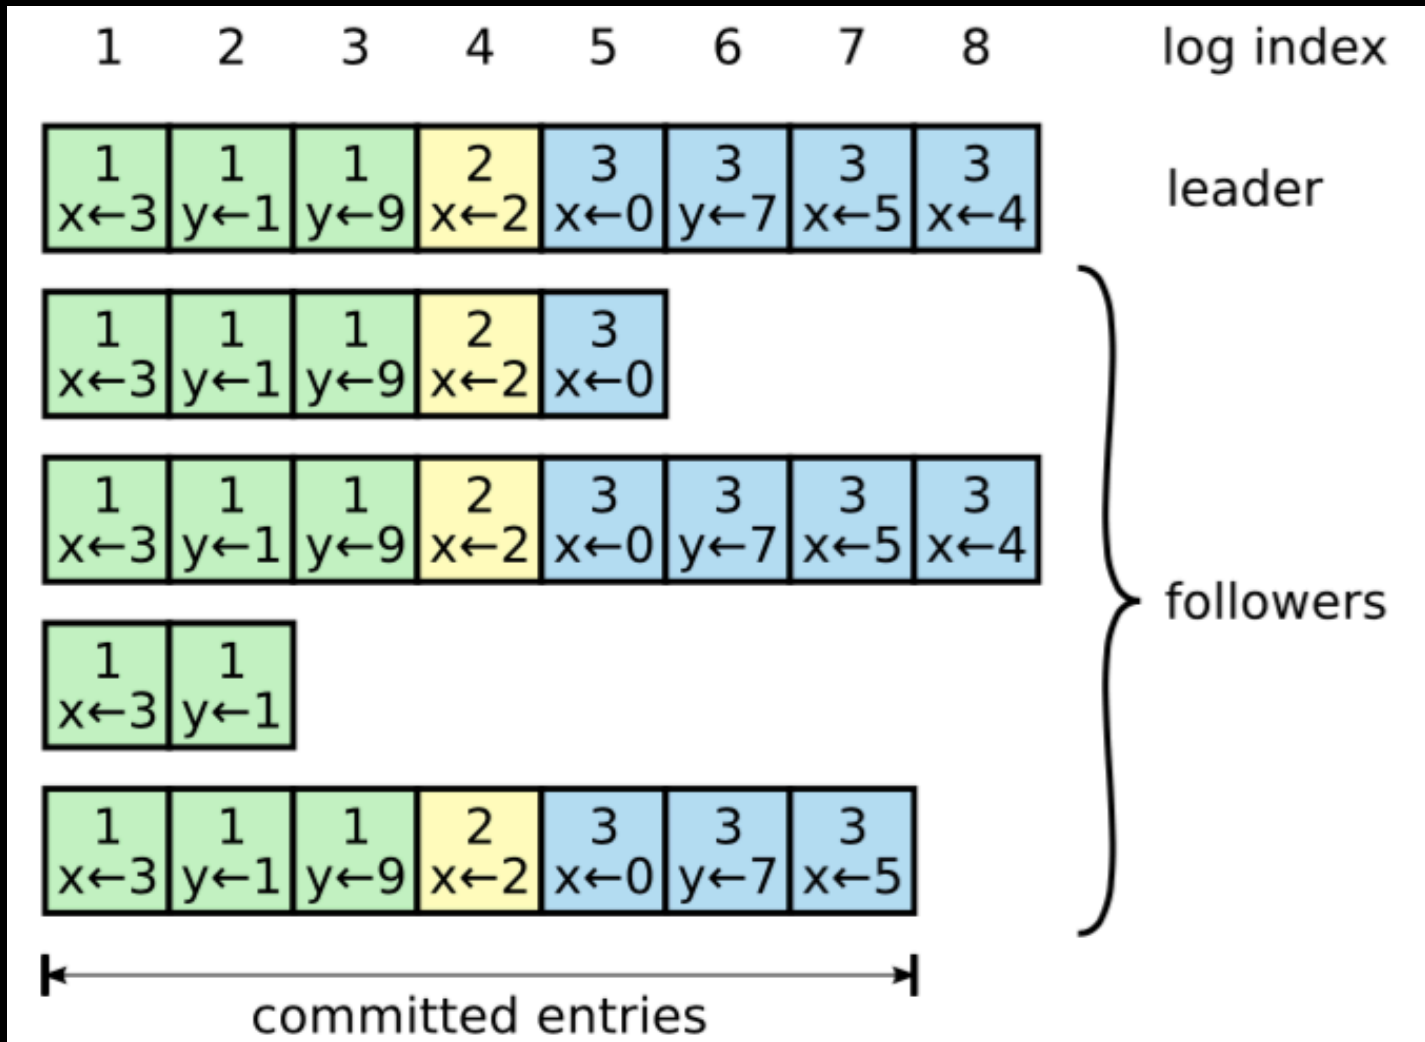 1 2 3 4 5 6 7 8 log index
1 1 1 2 3 3 3 3
x←3 y←1 y←9 x←2 x←0 y←7 x←5 x←4
leader
1 1 1 2 3
x←3 y←1 y←9 x←2 x←0
1 1 1 2 3 3 3 3
x←3 y←1 y←9 x←2 x←0 y←7 x←5 x←4
followers
1 1
x←3 y←1
1 1 1 2 3 3 3
x←3 y←1 y←9 x←2 x←0 y←7 x←5
committed entries